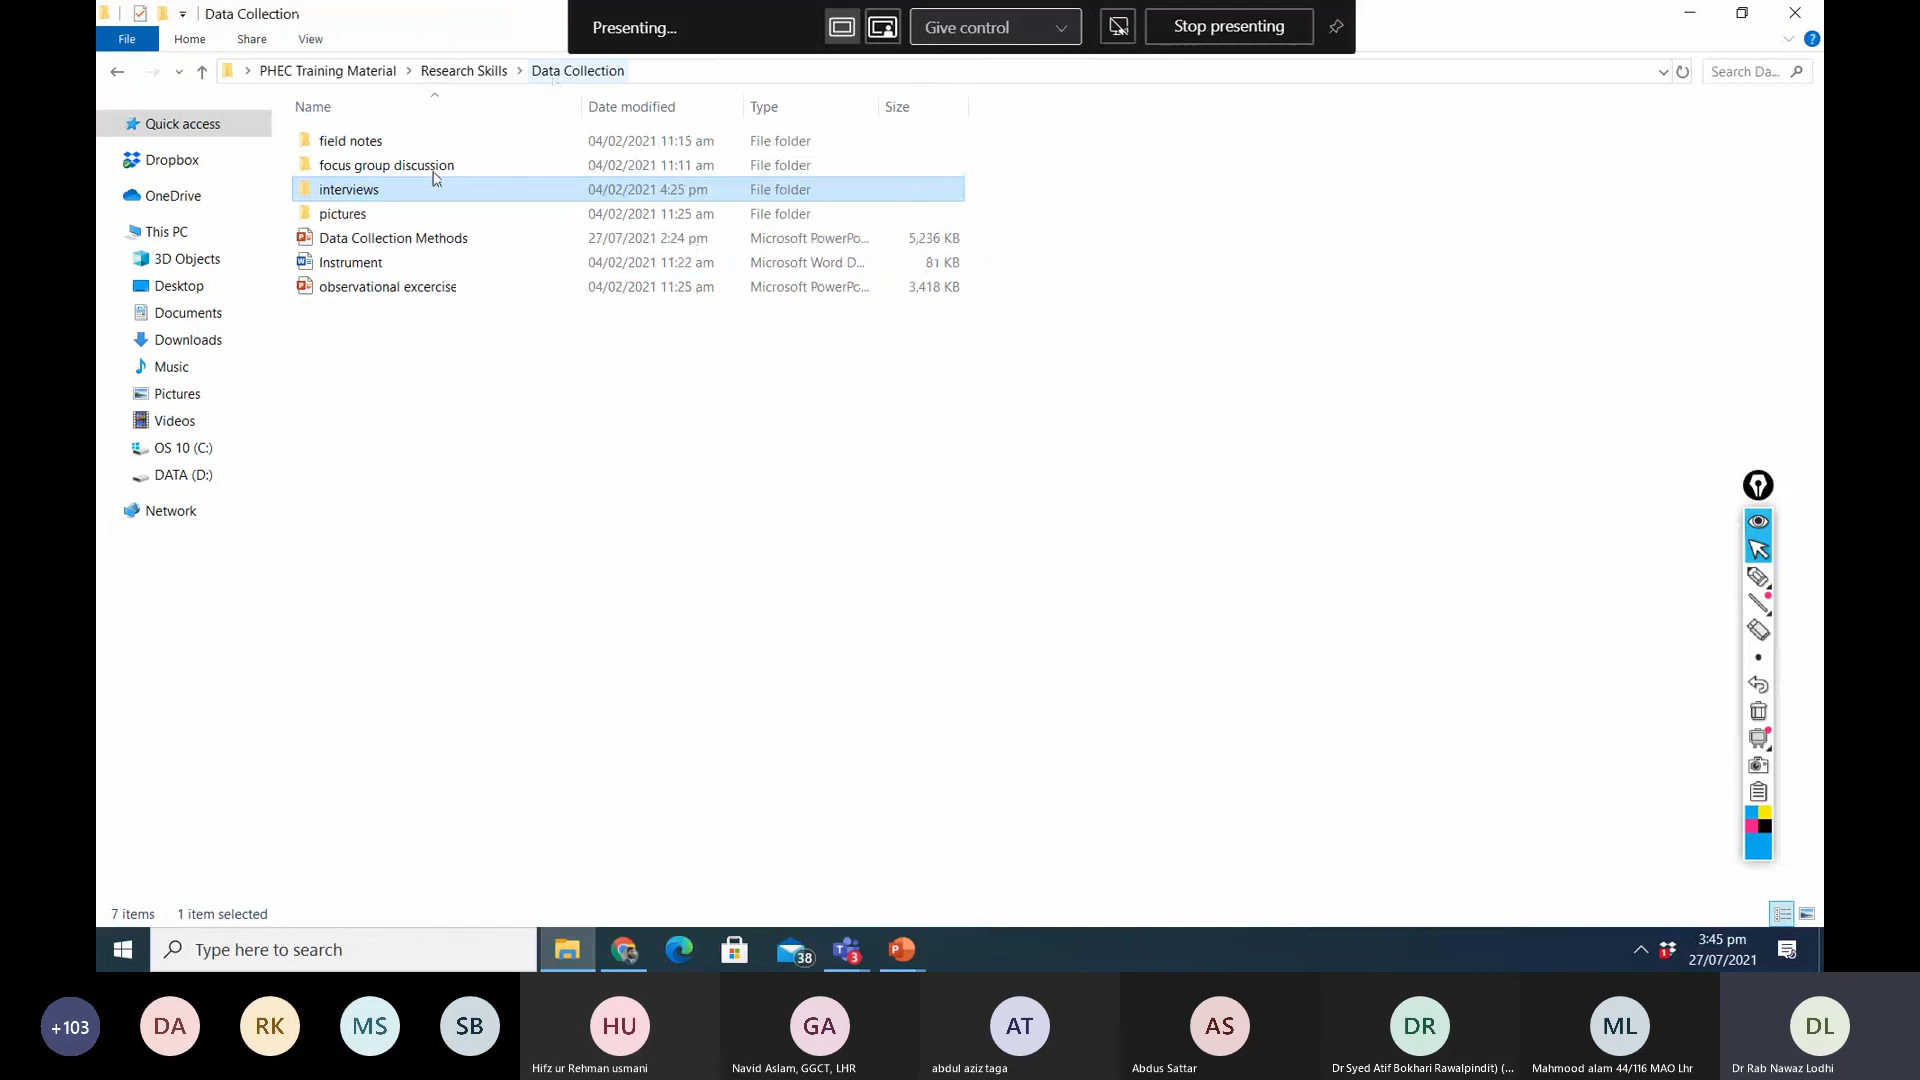 Data Collection
Presenting...
Give control
Stop presenting
File
Home
Share
View
PHEC Training Material
Research Skills
Data Collection
Search Da...
Name
Date modified
Type
Size
Quick access
Dropbox
OneDrive
This PC
3D Objects
Desktop
Documents
Downloads
Music
Pictures
Videos
OS 10 (C:)
DATA (D:)
Network
field notes 04/02/2021 11:15 am File folder
focus group discussion 04/02/2021 11:11 am File folder
interviews 04/02/2021 4:25 pm File folder
pictures 04/02/2021 11:25 am File folder
Data Collection Methods 27/07/2021 2:24 pm Microsoft PowerPo... 5,236 KB
Instrument 04/02/2021 11:22 am Microsoft Word D... 81 KB
observational excercise 04/02/2021 11:25 am Microsoft PowerPo... 3,418 KB
7 items 1 item selected
Type here to search
38
3
1
3:45 pm
27/07/2021
+103
DA
RK
MS
SB
HU
GA
AT
AS
DR
ML
DL
Hifz ur Rehman usmani
Navid Aslam, GGCT, LHR
abdul aziz taga
Abdus Sattar
Dr Syed Atif Bokhari Rawalpindit) (...
Mahmood alam 44/116 MAO Lhr
Dr Rab Nawaz Lodhi